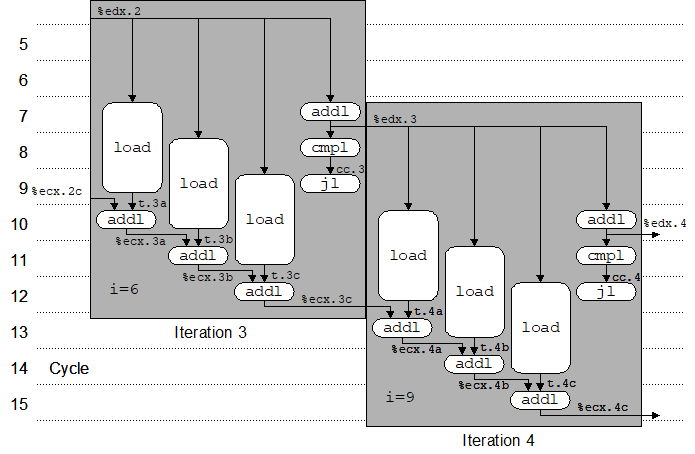 %edx.2
5
6
7
addl
%edx.3
8
load
cmpl
load
cc.3
9
load
jl
%ecx.2c
t.3a
10
addl
addl
%edx.4
%ecx.3a
t.3b
11
addl
load
cmpl
%ecx.3b
t.3c
load
cc.4
12
i=6
addl
jl
%ecx.3c
load
t.4a
13
Iteration 3
addl
%ecx.4a
t.4b
14
Cycle
addl
%ecx.4b
t.4c
15
i=9
addl
%ecx.4c
Iteration 4